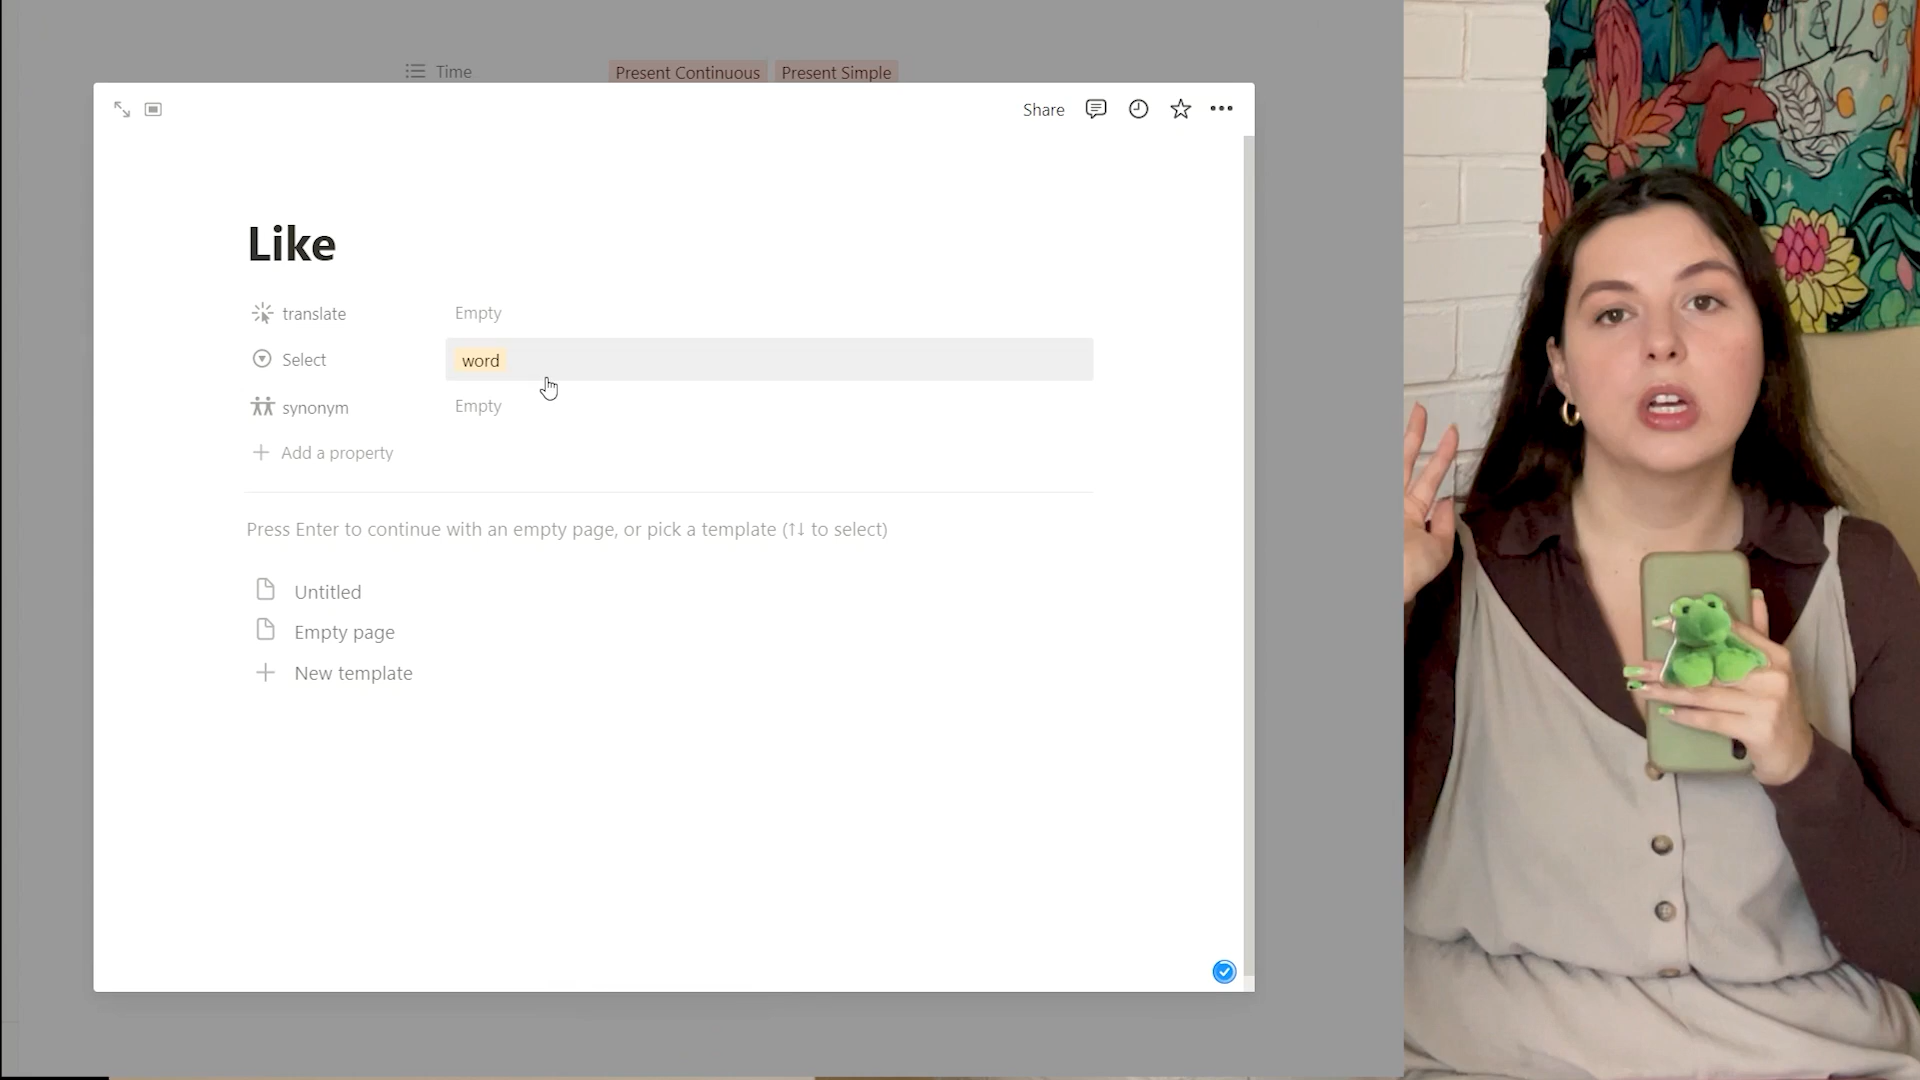 Time Present Continuous Present Simple
Share
Like
translate Empty
Select word
synonym Empty
Add a property
Press Enter to continue with an empty page, or pick a template (↑↓ to select)
Untitled
Empty page
New template